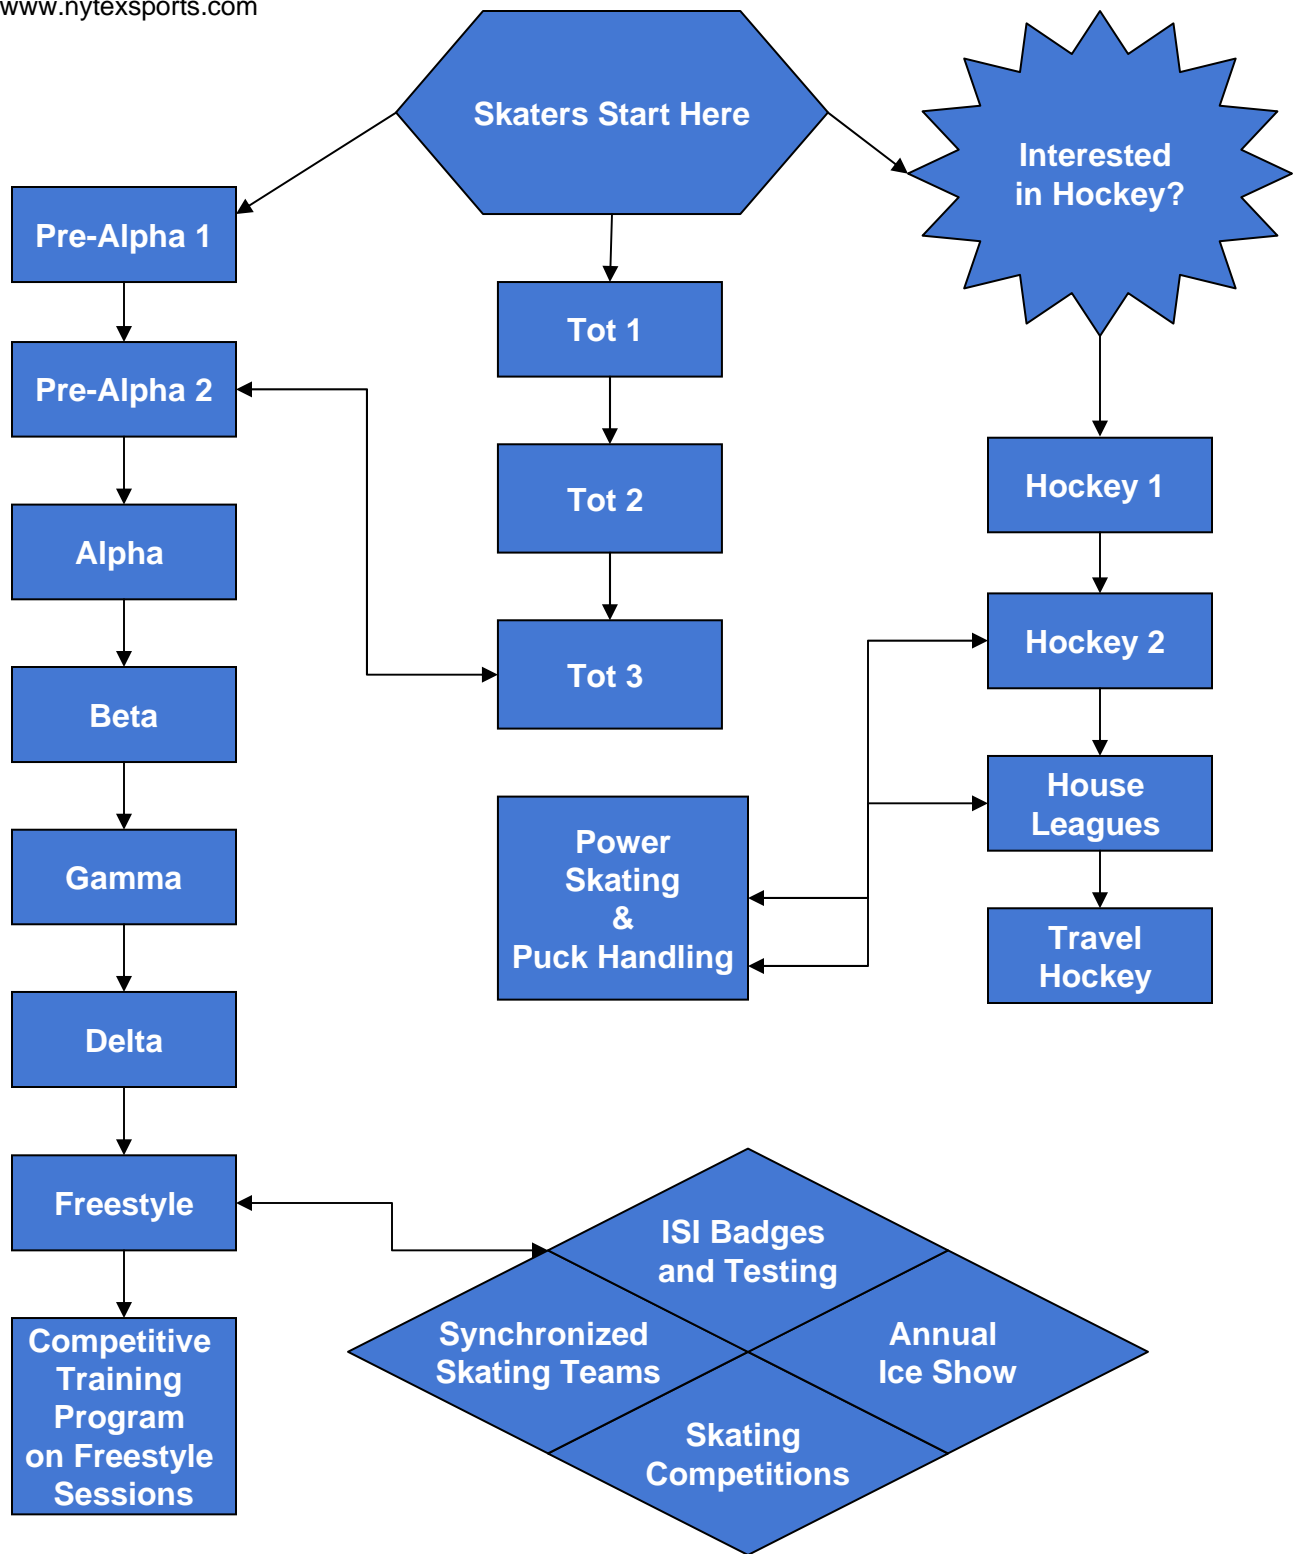 www.nytexsports.com
Skaters Start Here
Interested
in Hockey?
Pre-Alpha 1
Pre-Alpha 2
Alpha
Beta
Gamma
Delta
Freestyle
Competitive
Training
Program
on Freestyle
Sessions
Tot 1
Tot 2
Tot 3
Power
Skating
&
Puck Handling
Hockey 1
Hockey 2
House
Leagues
Travel
Hockey
ISI Badges
and Testing
Synchronized
Skating Teams
Annual
Ice Show
Skating
Competitions